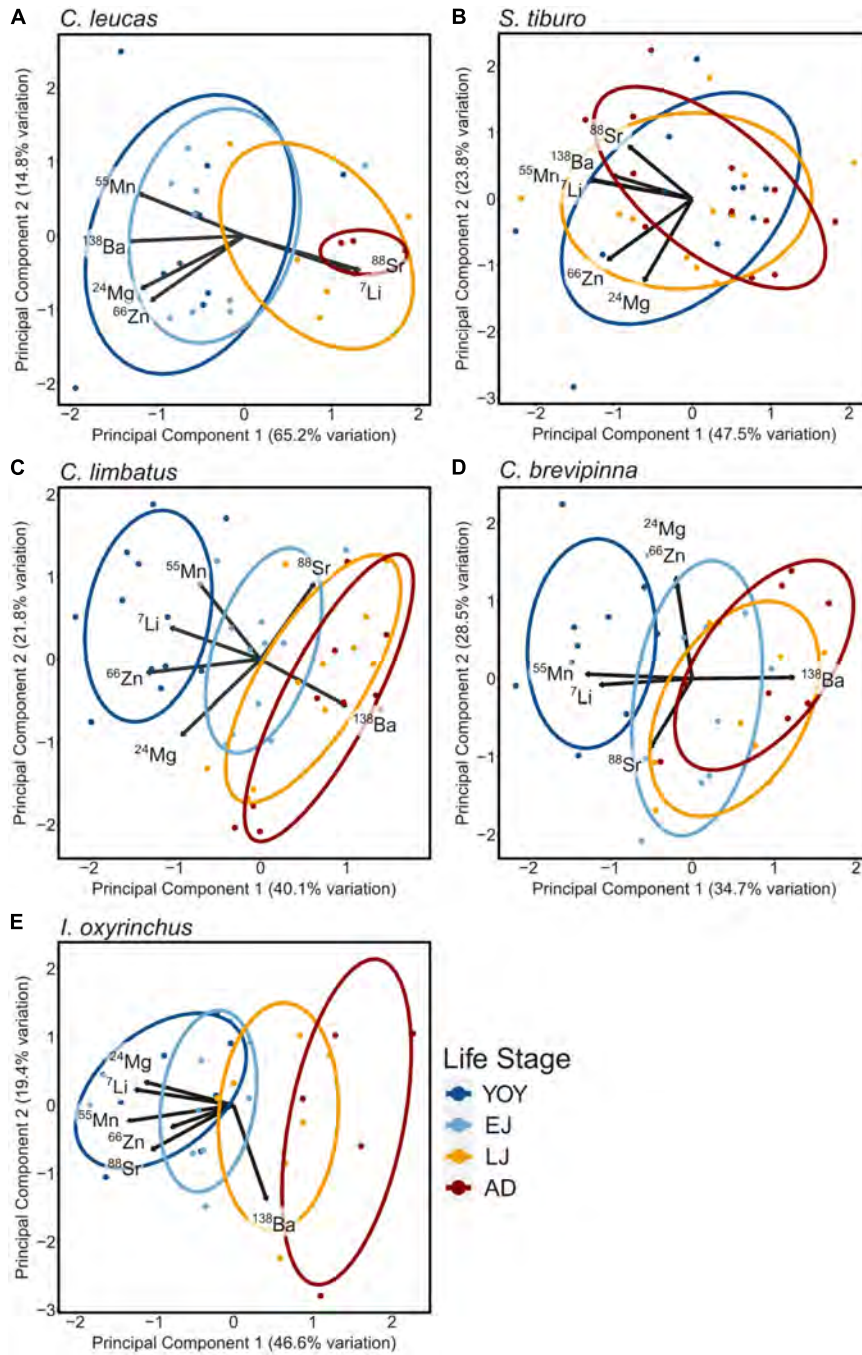 A C. leucas
Principal Component 2 (14.8% variation)
2
1
0
−1
−2
⁵⁵Mn
¹³⁸Ba
²⁴Mg
⁶⁶Zn
⁸⁸Sr
⁷Li
−2 −1 0 1 2
Principal Component 1 (65.2% variation)
B S. tiburo
Principal Component 2 (23.8% variation)
2
1
0
−1
−2
−3
⁸⁸Sr
¹³⁸Ba
⁵⁵Mn ⁷Li
⁶⁶Zn
²⁴Mg
−2 −1 0 1 2
Principal Component 1 (47.5% variation)
C C. limbatus
Principal Component 2 (21.8% variation)
2
1
0
−1
−2
⁵⁵Mn
⁸⁸Sr
⁷Li
⁶⁶Zn
¹³⁸Ba
²⁴Mg
−2 −1 0 1
Principal Component 1 (40.1% variation)
D C. brevipinna
Principal Component 2 (28.5% variation)
2
1
0
−1
−2
²⁴Mg
⁶⁶Zn
⁵⁵Mn
⁷Li
¹³⁸Ba
⁸⁸Sr
−2 −1 0 1 2
Principal Component 1 (34.7% variation)
E I. oxyrinchus
Principal Component 2 (19.4% variation)
2
1
0
−1
−2
−3
²⁴Mg
⁷Li
⁵⁵Mn
⁶⁶Zn
⁸⁸Sr
¹³⁸Ba
−2 −1 0 1 2
Principal Component 1 (46.6% variation)
Life Stage
YOY
EJ
LJ
AD